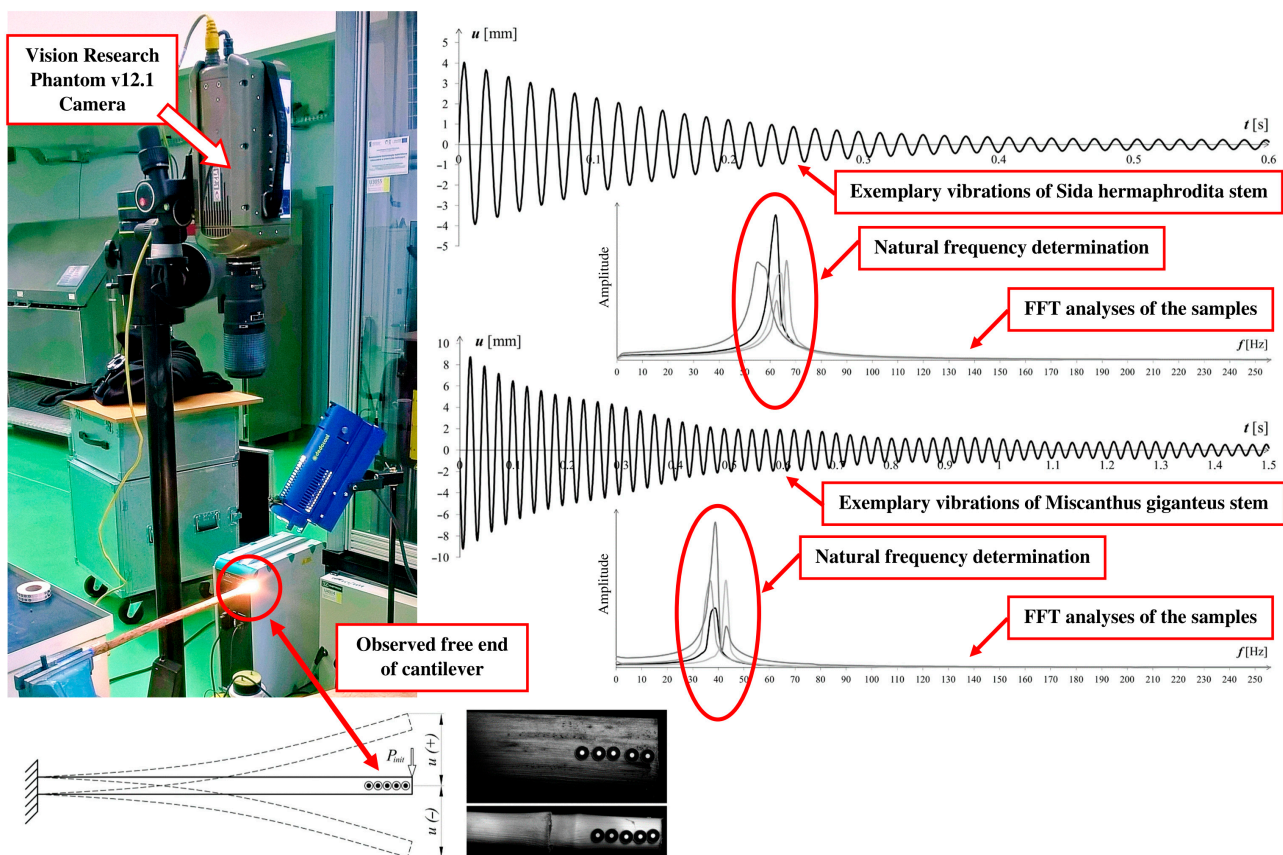 Vision Research
Phantom v12.1
Camera
u [mm]
5
4
3
2
1
0
-1
-2
-3
-4
-5
0
0.1
0.2
0.3
0.4
0.5
0.6
t [s]
Exemplary vibrations of Sida hermaphrodita stem
Natural frequency determination
FFT analyses of the samples
Amplitude
f [Hz]
0 10 20 30 40 50 60 70 80 90 100 110 120 130 140 150 160 170 180 190 200 210 220 230 240 250
u [mm]
10
8
6
4
2
0
-2
-4
-6
-8
-10
0 0.1 0.2 0.3 0.4 0.5 0.6 0.7 0.8 0.9 1.0 1.1 1.2 1.3 1.4 1.5
t [s]
Exemplary vibrations of Miscanthus giganteus stem
Natural frequency determination
FFT analyses of the samples
Amplitude
f [Hz]
0 10 20 30 40 50 60 70 80 90 100 110 120 130 140 150 160 170 180 190 200 210 220 230 240 250
Observed free end
of cantilever
Pinit
u (+)
u (-)